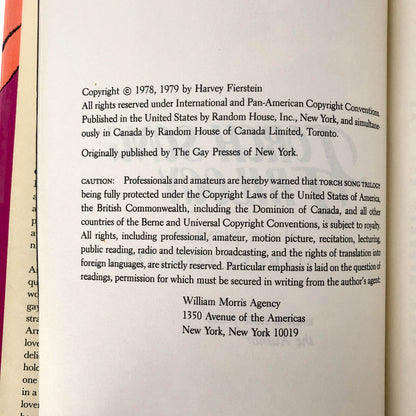 Copyright © 1978, 1979 by Harvey Fierstein
All rights reserved under International and Pan-American Copyright Conventions.
Published in the United States by Random House, Inc., New York, and simultane-
ously in Canada by Random House of Canada Limited, Toronto.
Originally published by The Gay Presses of New York.
CAUTION: Professionals and amateurs are hereby warned that TORCH SONG TRILOGY
being fully protected under the Copyright Laws of the United States of America,
the British Commonwealth, including the Dominion of Canada, and all other
countries of the Berne and Universal Copyright Conventions, is subject to royalty.
All rights, including professional, amateur, motion picture, recitation, lecturing,
public reading, radio and television broadcasting, and the rights of translation into
foreign languages, are strictly reserved. Particular emphasis is laid on the question of
readings, permission for which must be secured in writing from the author's agent:
William Morris Agency
1350 Avenue of the Americas
New York, New York 10019